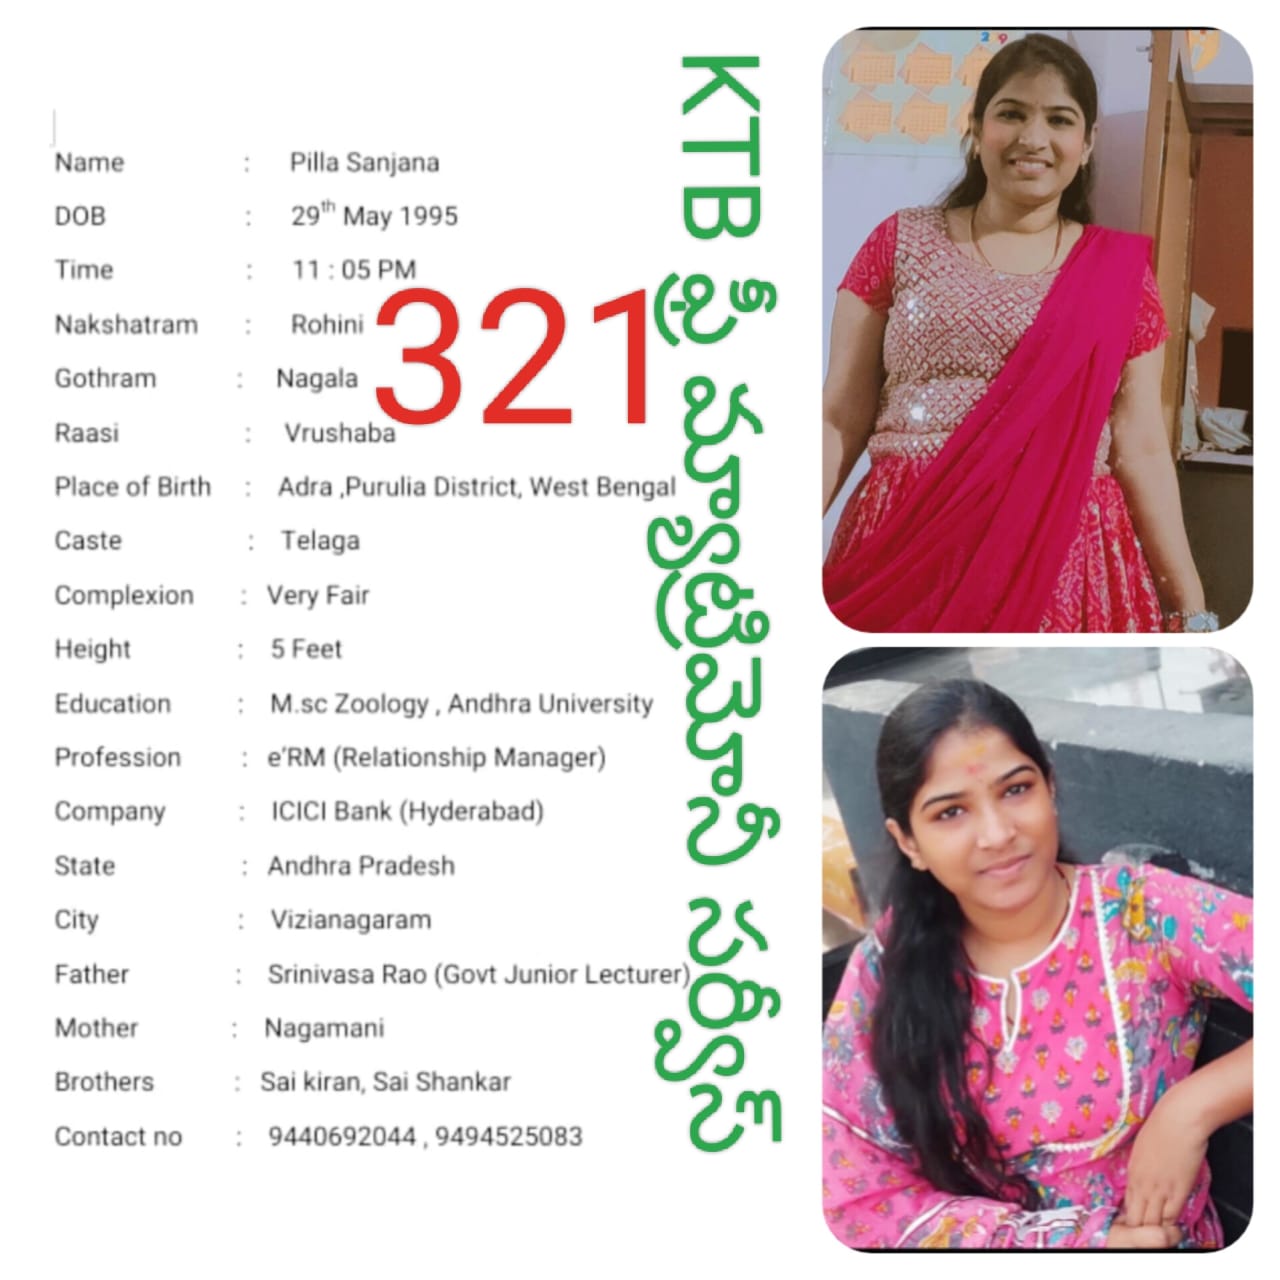 Name : Pilla Sanjana
DOB : 29th May 1995
Time : 11 : 05 PM
Nakshatram : Rohini
Gothram : Nagala
Raasi : Vrushaba
Place of Birth : Adra ,Purulia District, West Bengal
Caste : Telaga
Complexion : Very Fair
Height : 5 Feet
Education : M.sc Zoology , Andhra University
Profession : e'RM (Relationship Manager)
Company : ICICI Bank (Hyderabad)
State : Andhra Pradesh
City : Vizianagaram
Father : Srinivasa Rao (Govt Junior Lecturer)
Mother : Nagamani
Brothers : Sai kiran, Sai Shankar
Contact no : 9440692044 , 9494525083
321
KTB ఫ్రీ మ్యాట్రిమోని సర్వీస్
29